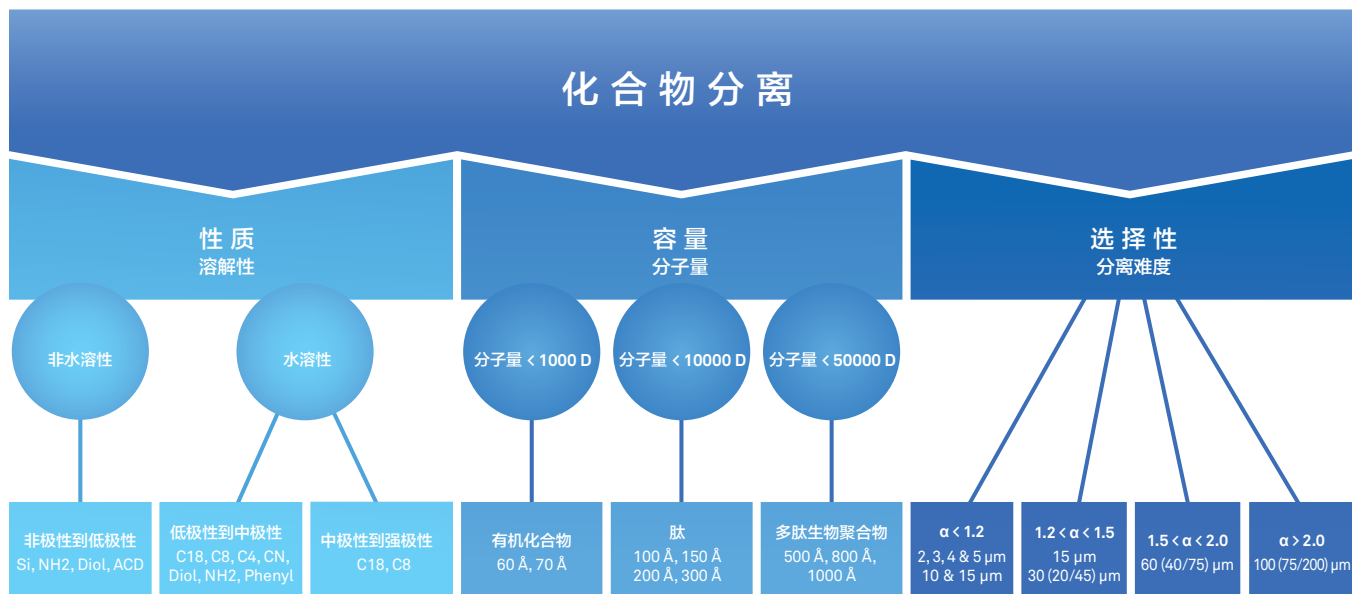 化合物分离
性质
溶解性
容量
分子量
选择性
分离难度
非水溶性
水溶性
分子量 < 1000 D
分子量 < 10000 D
分子量 < 50000 D
非极性到低极性
Si, NH2, Diol, ACD
低极性到中极性
C18, C8, C4, CN,
Diol, NH2, Phenyl
中极性到强极性
C18, C8
有机化合物
60 Å, 70 Å
肽
100 Å, 150 Å
200 Å, 300 Å
多肽生物聚合物
500 Å, 800 Å,
1000 Å
α < 1.2
2, 3, 4 & 5 µm
10 & 15 µm
1.2 < α < 1.5
15 µm
30 (20/45) µm
1.5 < α < 2.0
60 (40/75) µm
α > 2.0
100 (75/200) µm